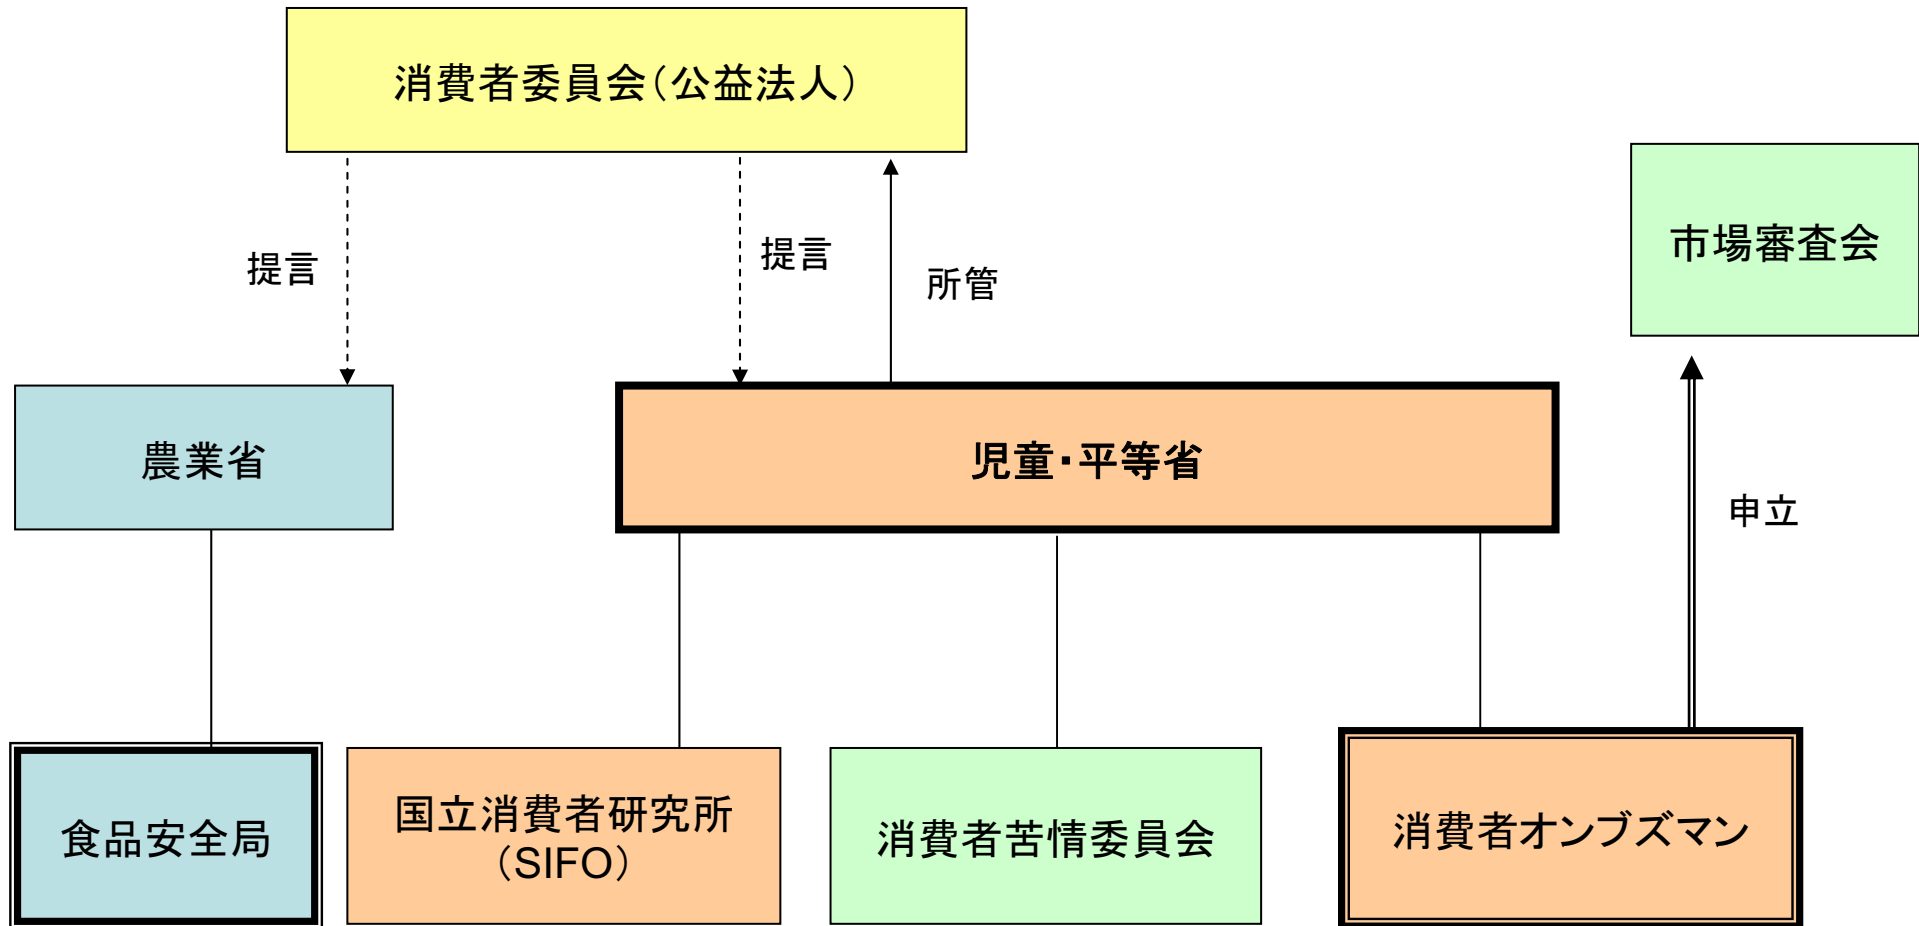 消費者委員会（公益法人）
市場審査会
提言
提言
所管
農業省
児童・平等省
申立
食品安全局
国立消費者研究所
（SIFO）
消費者苦情委員会
消費者オンブズマン